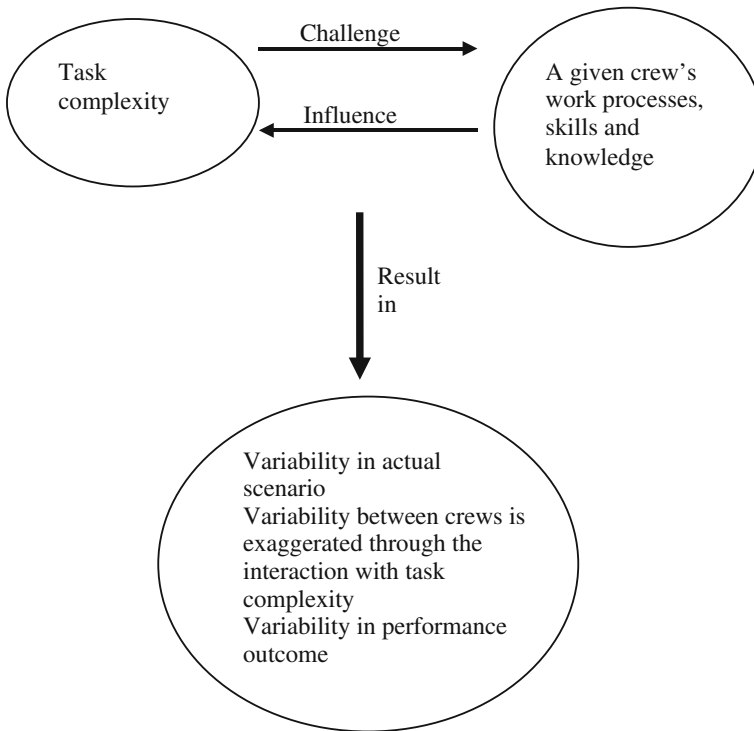 Challenge
Task
complexity
Influence
A given crew's
work processes,
skills and
knowledge
Result
in
Variability in actual
scenario
Variability between crews is
exaggerated through the
interaction with task
complexity
Variability in performance
outcome